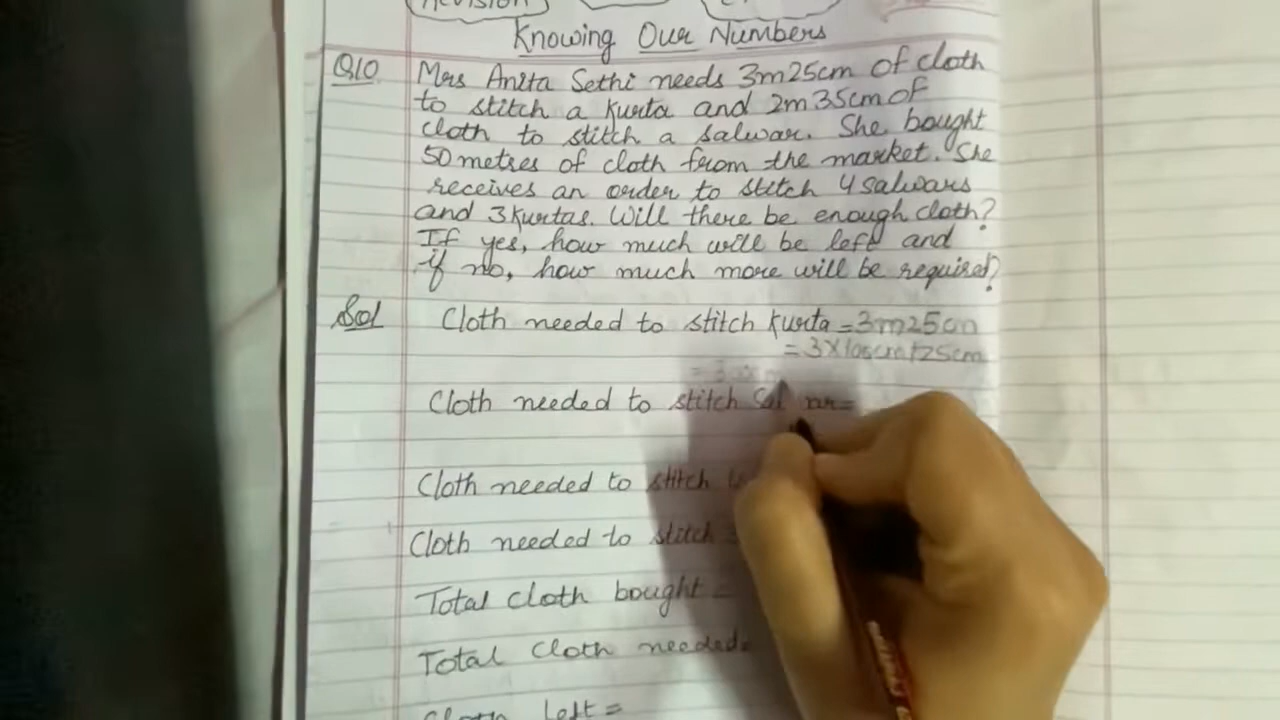 Revision
Knowing Our Numbers
Q10 Mrs Anita Sethi needs 3m25cm of cloth
to stitch a kurta and 2m35cm of
cloth to stitch a salwar. She bought
50 metres of cloth from the market. She
receives an order to stitch 4 salwars
and 3 kurtas. Will there be enough cloth?
If yes, how much will be left and
if no, how much more will be required?
Sol Cloth needed to stitch kurta = 3m25cm
= 3×100cm+25cm
Cloth needed to stitch =
Cloth needed to stitch
Cloth needed to stitch 3
Total cloth bought =
Total cloth needed =
Cloth left =